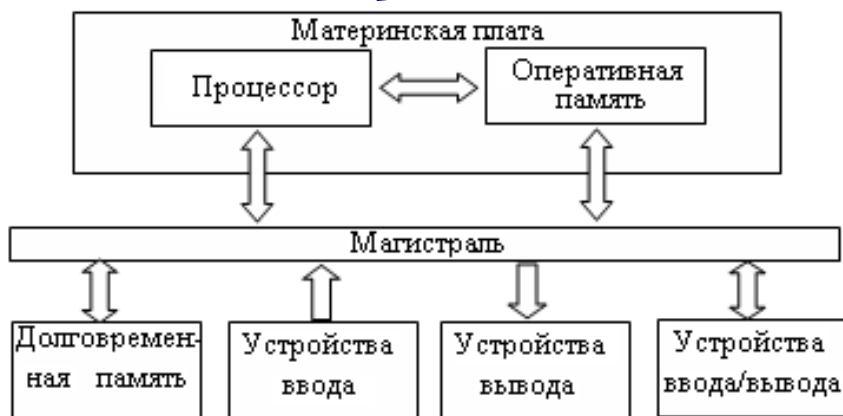 Материнская плата
Процессор
Оперативная
память
Магистраль
Долговремен-
ная память
Устройства
ввода
Устройства
вывода
Устройства
ввода/вывода